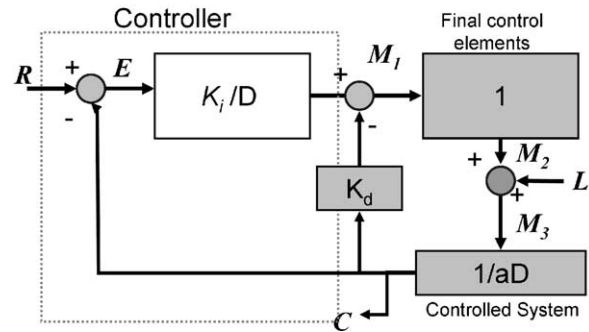 Controller
Final control
elements
R
+
-
E
K_i/D
+
-
M_1
1
M_2
+
+
L
K_d
M_3
1/aD
Controlled System
C